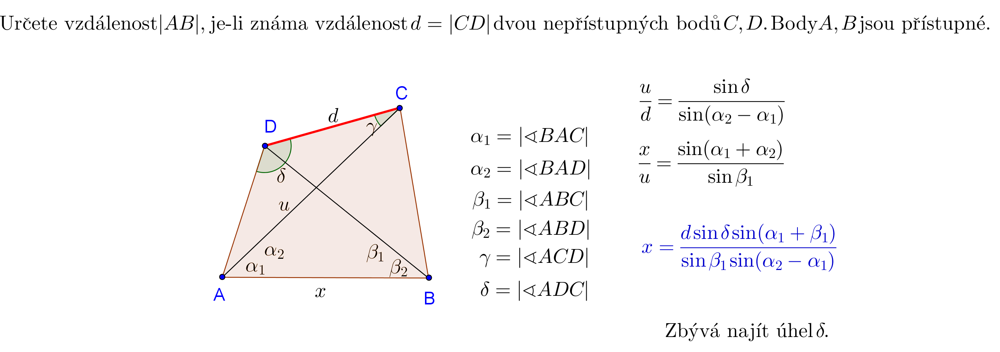 Určete vzdálenost |AB|, je-li známa vzdálenost d = |CD| dvou nepřístupných bodů C, D. Body A, B jsou přístupné.
C
d
D
γ
δ
u
α₂
α₁
β₁
β₂
A
x
B
α₁ = |∢BAC|
α₂ = |∢BAD|
β₁ = |∢ABC|
β₂ = |∢ABD|
γ = |∢ACD|
δ = |∢ADC|
u/d = sin δ / sin(α₂ − α₁)
x/u = sin(α₁ + α₂) / sin β₁
x = d sin δ sin(α₁ + β₁) / sin β₁ sin(α₂ − α₁)
Zbývá najít úhel δ.